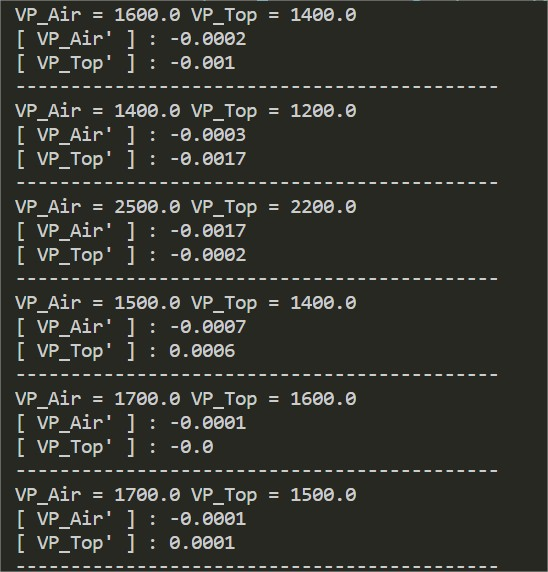 VP_Air = 1600.0 VP_Top = 1400.0
[ VP_Air' ] : -0.0002
[ VP_Top' ] : -0.001
--------------------------------------------
VP_Air = 1400.0 VP_Top = 1200.0
[ VP_Air' ] : -0.0003
[ VP_Top' ] : -0.0017
--------------------------------------------
VP_Air = 2500.0 VP_Top = 2200.0
[ VP_Air' ] : -0.0017
[ VP_Top' ] : -0.0002
--------------------------------------------
VP_Air = 1500.0 VP_Top = 1400.0
[ VP_Air' ] : -0.0007
[ VP_Top' ] : 0.0006
--------------------------------------------
VP_Air = 1700.0 VP_Top = 1600.0
[ VP_Air' ] : -0.0001
[ VP_Top' ] : -0.0
--------------------------------------------
VP_Air = 1700.0 VP_Top = 1500.0
[ VP_Air' ] : -0.0001
[ VP_Top' ] : 0.0001
--------------------------------------------